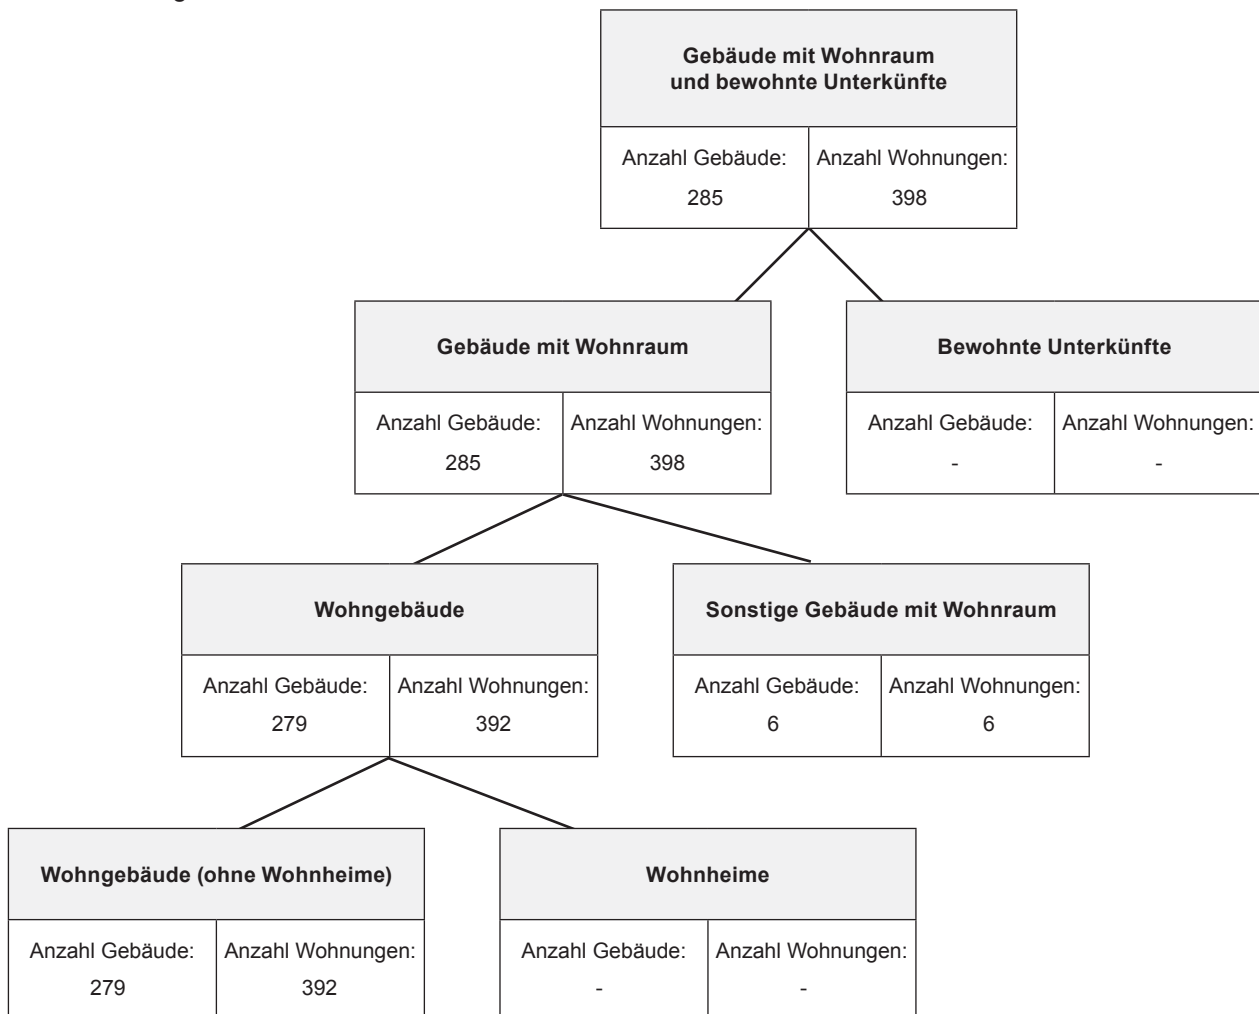 Gebäude mit Wohnraum
und bewohnte Unterkünfte
Anzahl Gebäude: Anzahl Wohnungen:
285 398
Gebäude mit Wohnraum
Anzahl Gebäude: Anzahl Wohnungen:
285 398
Bewohnte Unterkünfte
Anzahl Gebäude: Anzahl Wohnungen:
- -
Wohngebäude
Anzahl Gebäude: Anzahl Wohnungen:
279 392
Sonstige Gebäude mit Wohnraum
Anzahl Gebäude: Anzahl Wohnungen:
6 6
Wohngebäude (ohne Wohnheime)
Anzahl Gebäude: Anzahl Wohnungen:
279 392
Wohnheime
Anzahl Gebäude: Anzahl Wohnungen:
- -